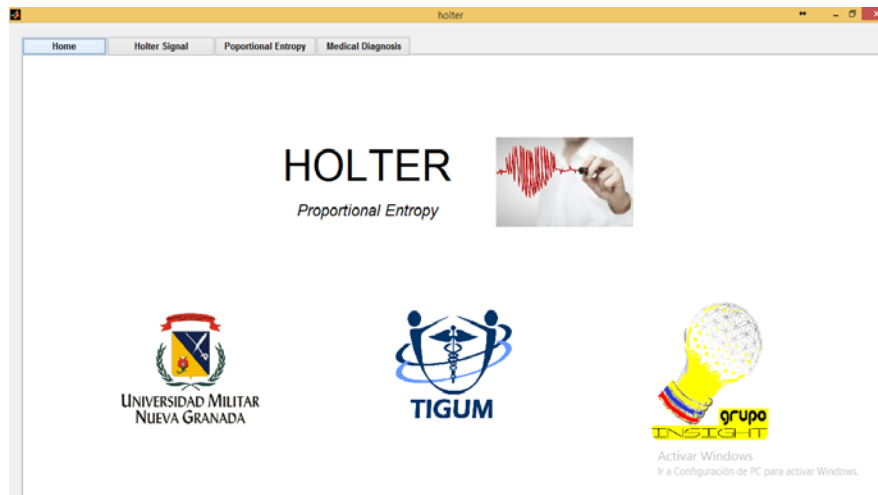 holter
Home
Holter Signal
Poportional Entropy
Medical Diagnosis
HOLTER
Proportional Entropy
UNIVERSIDAD MILITAR
NUEVA GRANADA
TIGUM
grupo
INSIGHT
Activar Windows
Ir a Configuración de PC para activar Windows.